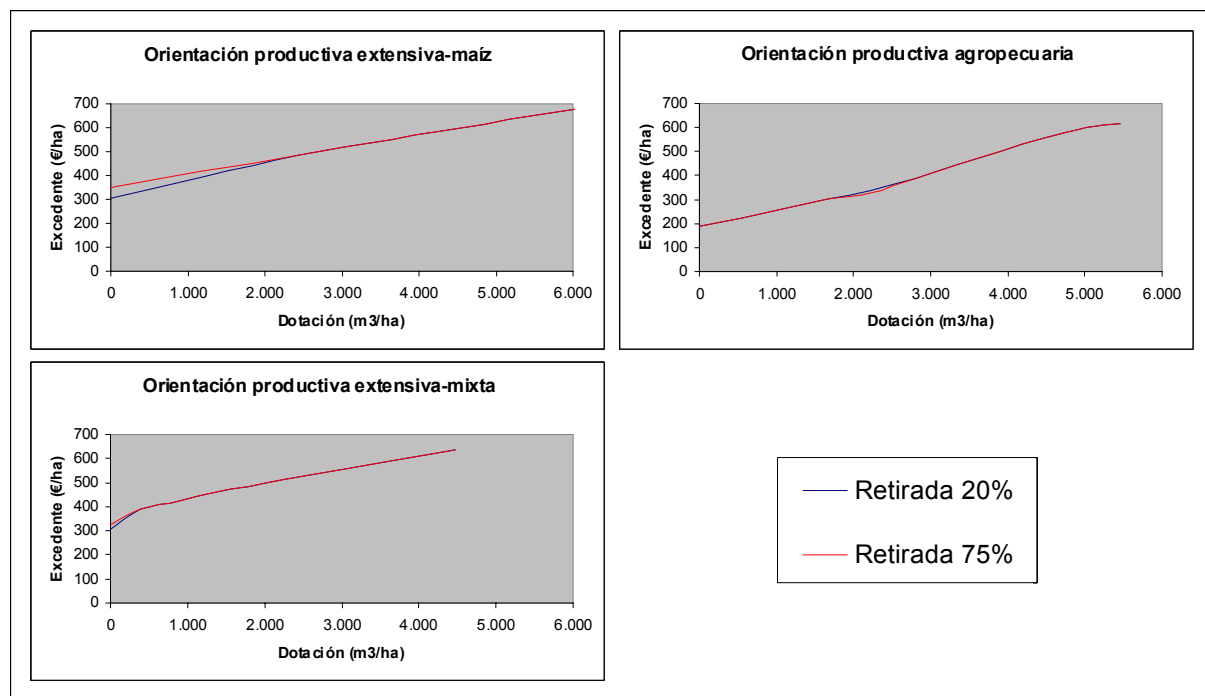 Orientación productiva extensiva-maíz
700
600
500
400
300
200
100
0
Excedente (€/ha)
0 1.000 2.000 3.000 4.000 5.000 6.000
Dotación (m3/ha)
Orientación productiva agropecuaria
700
600
500
400
300
200
100
0
Excedente (€/ha)
0 1.000 2.000 3.000 4.000 5.000 6.000
Dotación (m3/ha)
Orientación productiva extensiva-mixta
700
600
500
400
300
200
100
0
Excedente (€/ha)
0 1.000 2.000 3.000 4.000 5.000 6.000
Dotación (m3/ha)
Retirada 20%
Retirada 75%